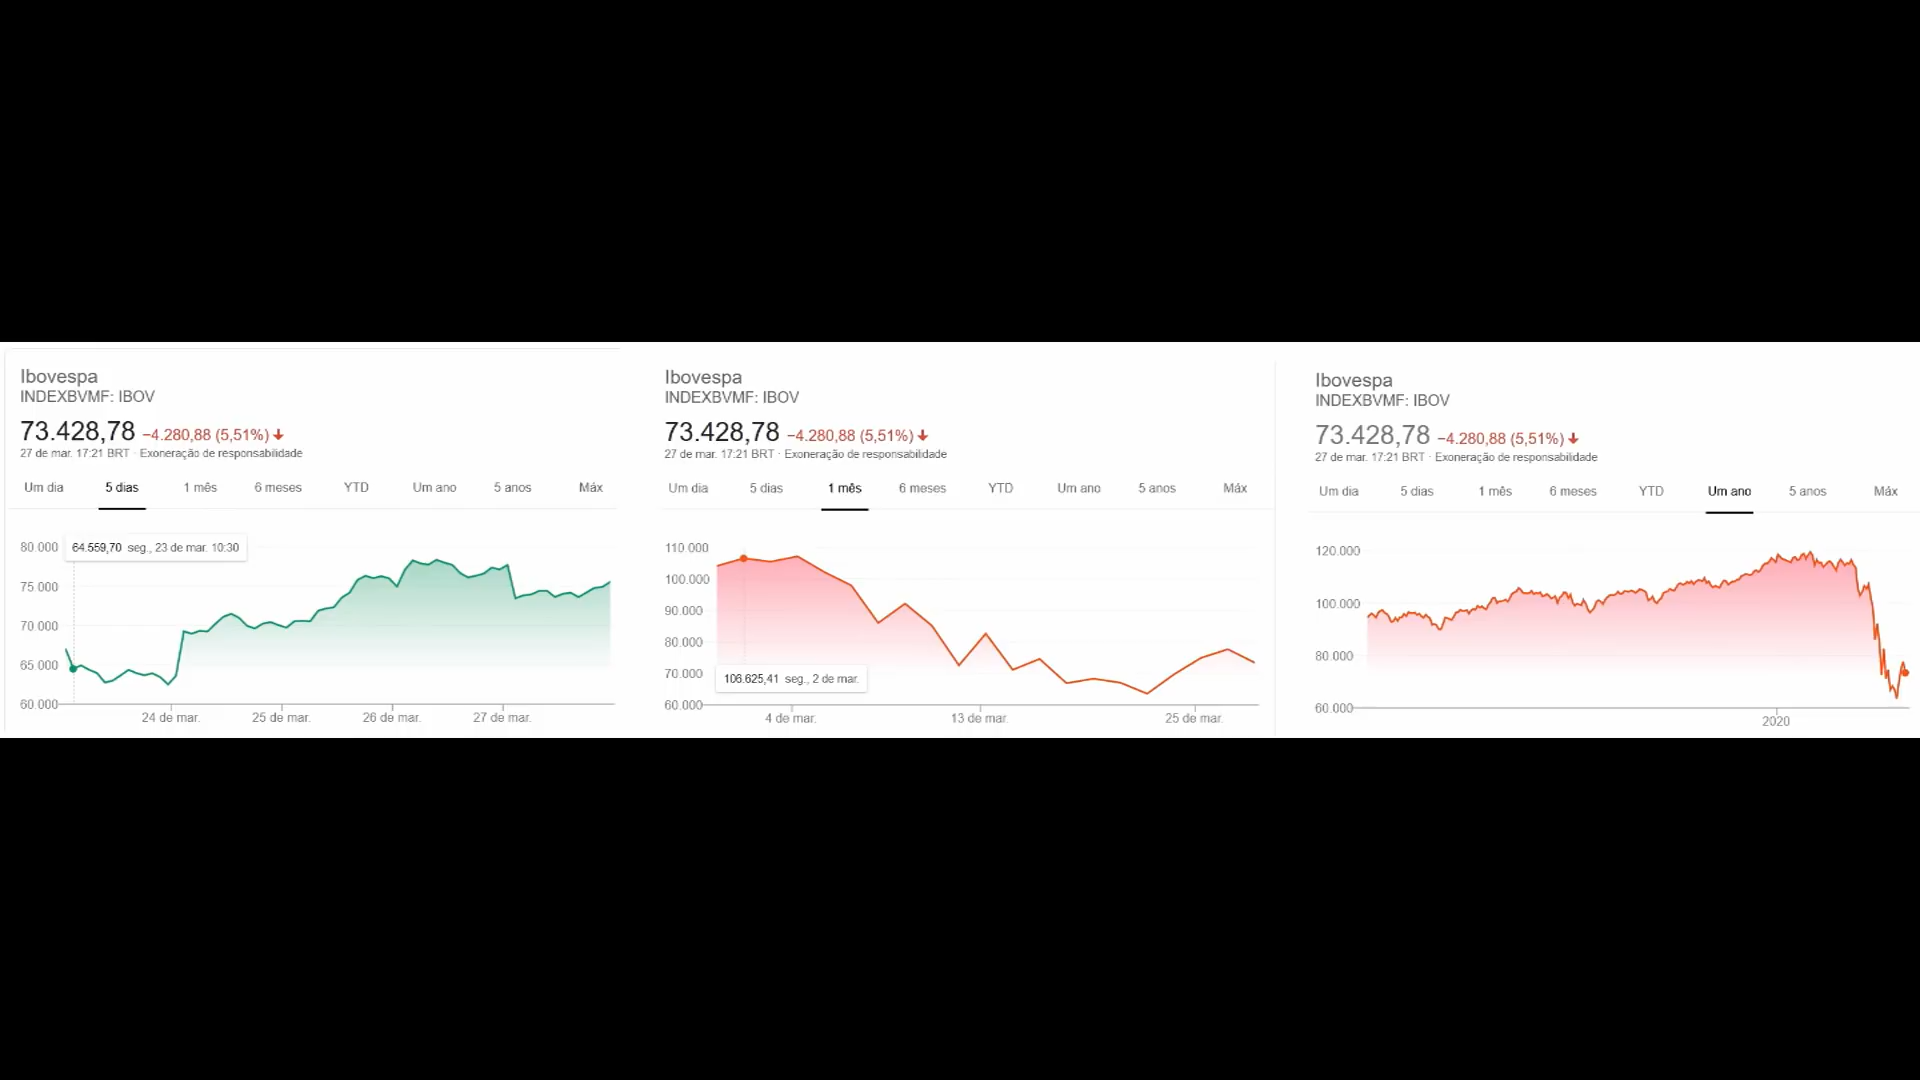 Ibovespa
INDEXBVMF: IBOV
73.428,78 −4.280,88 (5,51%)
27 de mar. 17:21 BRT · Exoneração de responsabilidade
Um dia 5 dias 1 mês 6 meses YTD Um ano 5 anos Máx
80.000
64.559,70 seg., 23 de mar. 10:30
75.000
70.000
65.000
60.000
24 de mar. 25 de mar. 26 de mar. 27 de mar.
Ibovespa
INDEXBVMF: IBOV
73.428,78 −4.280,88 (5,51%)
27 de mar. 17:21 BRT · Exoneração de responsabilidade
Um dia 5 dias 1 mês 6 meses YTD Um ano 5 anos Máx
110.000
100.000
90.000
80.000
70.000
106.625,41 seg., 2 de mar.
60.000
4 de mar. 13 de mar. 25 de mar.
Ibovespa
INDEXBVMF: IBOV
73.428,78 −4.280,88 (5,51%)
27 de mar. 17:21 BRT · Exoneração de responsabilidade
Um dia 5 dias 1 mês 6 meses YTD Um ano 5 anos Máx
120.000
100.000
80.000
60.000
2020